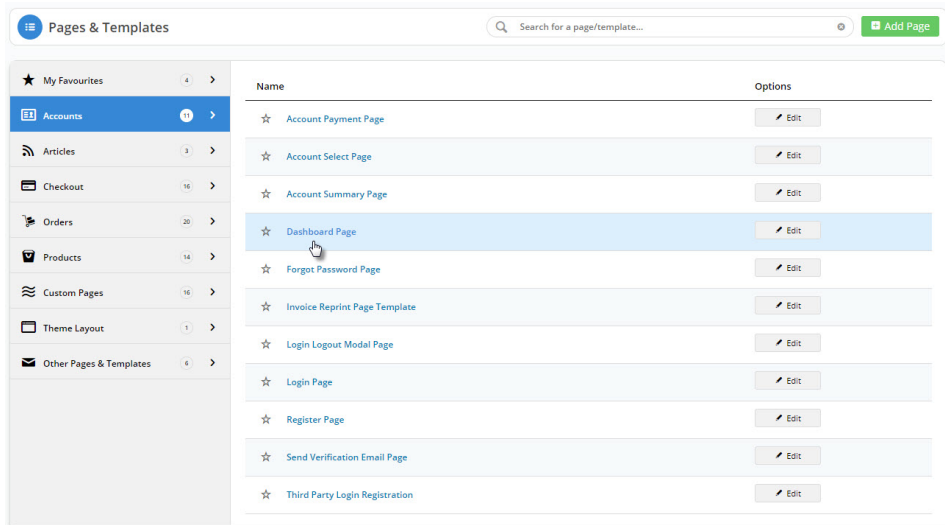 Pages & Templates
Search for a page/template...
Add Page
My Favourites 4
Accounts 11
Articles 3
Checkout 16
Orders 20
Products 14
Custom Pages 16
Theme Layout 1
Other Pages & Templates 6
Name Options
Account Payment Page Edit
Account Select Page Edit
Account Summary Page Edit
Dashboard Page Edit
Forgot Password Page Edit
Invoice Reprint Page Template Edit
Login Logout Modal Page Edit
Login Page Edit
Register Page Edit
Send Verification Email Page Edit
Third Party Login Registration Edit